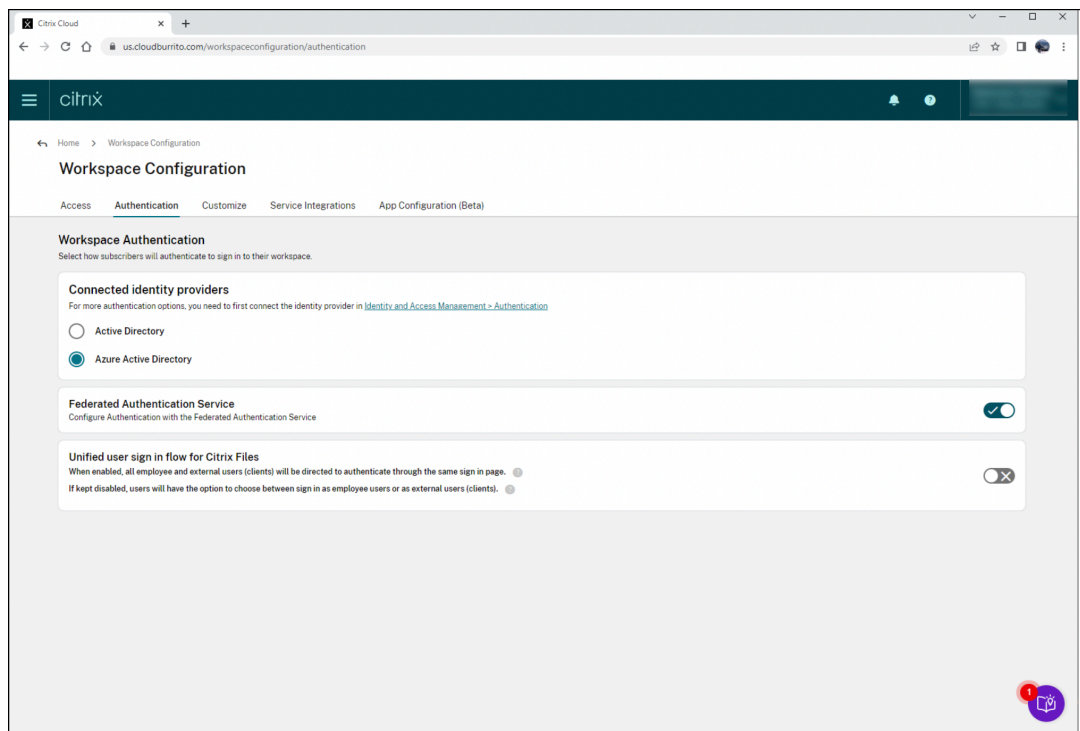 Citrix Cloud
us.cloudburrito.com/workspaceconfiguration/authentication
citrix
Home > Workspace Configuration
Workspace Configuration
Access Authentication Customize Service Integrations App Configuration (Beta)
Workspace Authentication
Select how subscribers will authenticate to sign in to their workspace.
Connected identity providers
For more authentication options, you need to first connect the identity provider in Identity and Access Management > Authentication
Active Directory
Azure Active Directory
Federated Authentication Service
Configure Authentication with the Federated Authentication Service
Unified user sign in flow for Citrix Files
When enabled, all employee and external users (clients) will be directed to authenticate through the same sign in page.
If kept disabled, users will have the option to choose between sign in as employee users or as external users (clients).
1